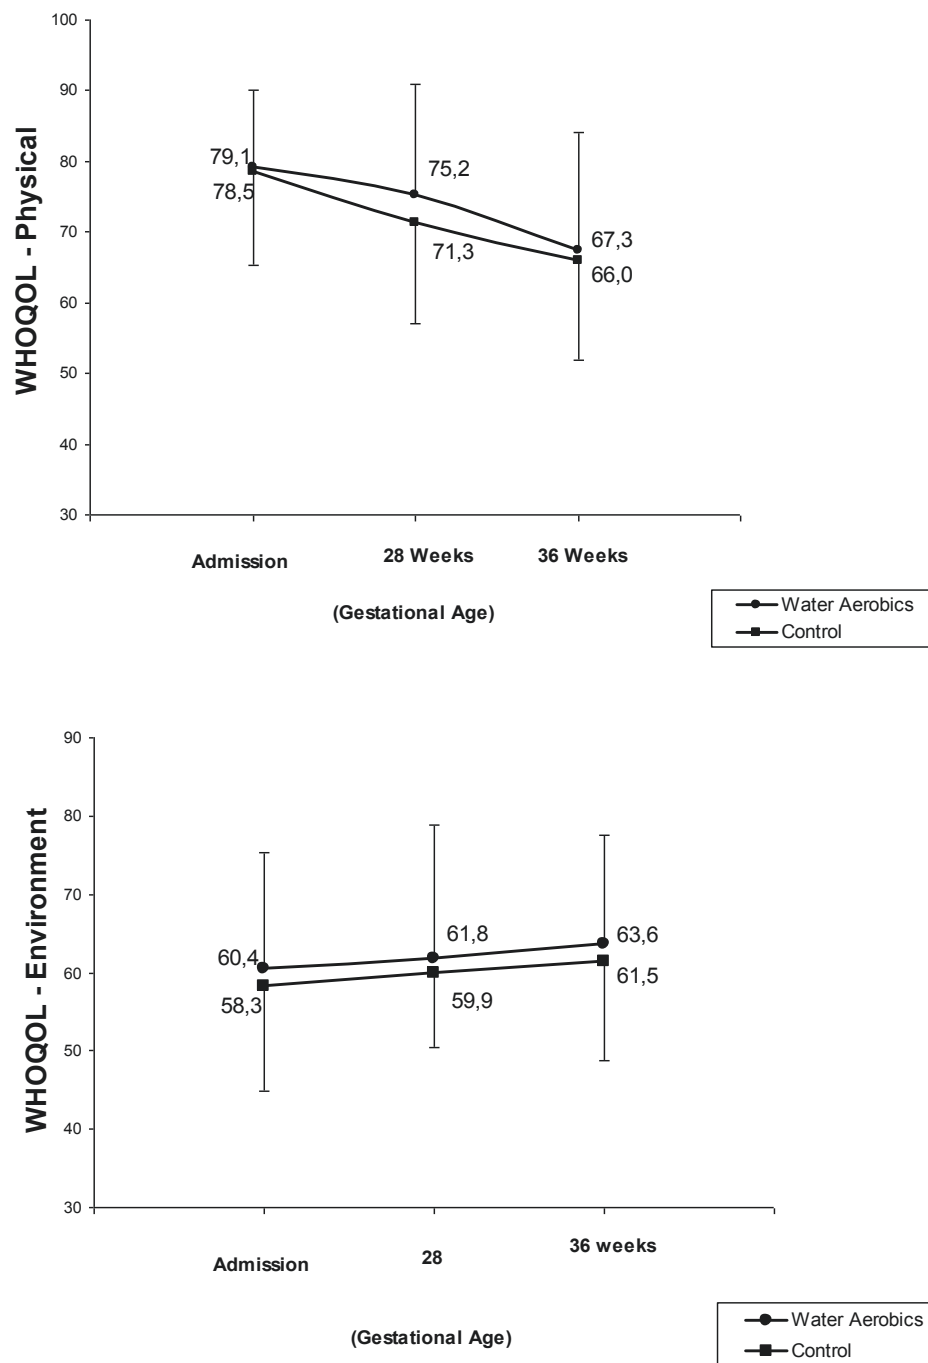 100
90
80
70
60
50
40
30
WHOQOL - Physical
79,1
78,5
75,2
71,3
67,3
66,0
Admission
28 Weeks
36 Weeks
(Gestational Age)
Water Aerobics
Control
90
80
70
60
50
40
30
WHOQOL - Environment
60,4
58,3
61,8
59,9
63,6
61,5
Admission
28
36 weeks
(Gestational Age)
Water Aerobics
Control